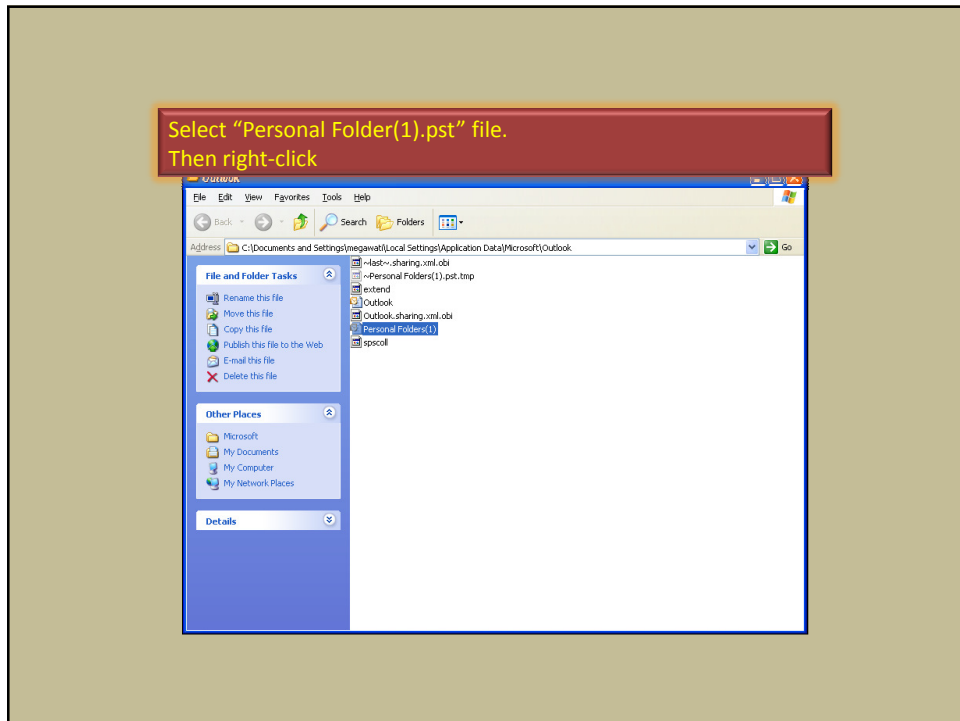 Select “Personal Folder(1).pst” file.
Then right-click
Outlook
File Edit View Favorites Tools Help
Back Search Folders
Address C:\Documents and Settings\megawati\Local Settings\Application Data\Microsoft\Outlook Go
File and Folder Tasks
Rename this file
Move this file
Copy this file
Publish this file to the Web
E-mail this file
Delete this file
Other Places
Microsoft
My Documents
My Computer
My Network Places
Details
~last~.sharing.xml.obi
~Personal Folders(1).pst.tmp
extend
Outlook
Outlook.sharing.xml.obi
Personal Folders(1)
spscoll